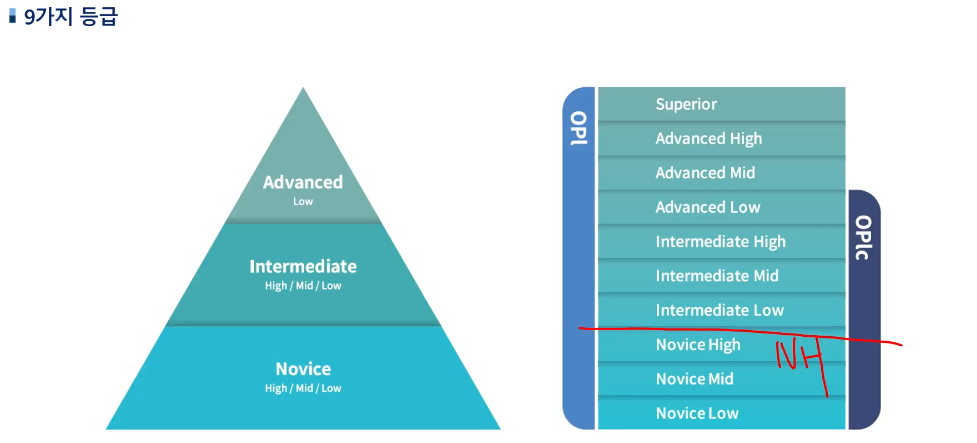 9가지 등급
Advanced
Low
Intermediate
High / Mid / Low
Novice
High / Mid / Low
OPI
Superior
Advanced High
Advanced Mid
Advanced Low
Intermediate High
Intermediate Mid
Intermediate Low
Novice High
Novice Mid
Novice Low
NH
OPIc